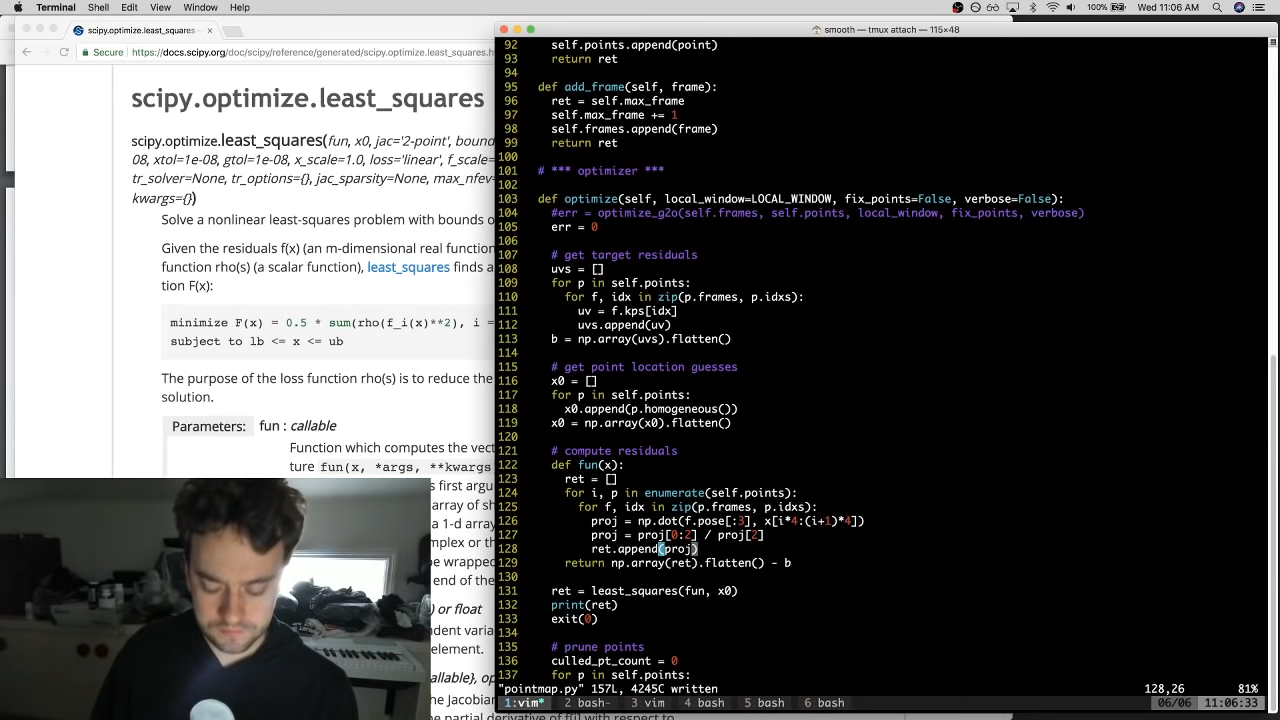 Terminal Shell Edit View Window Help
100% Wed 11:06 AM
scipy.optimize.least_squares -
Secure https://docs.scipy.org/doc/scipy/reference/generated/scipy.optimize.least_squares.h
scipy.optimize.least_squares
scipy.optimize.least_squares(fun, x0, jac='2-point', bound
08, xtol=1e-08, gtol=1e-08, x_scale=1.0, loss='linear', f_scale=
tr_solver=None, tr_options={}, jac_sparsity=None, max_nfev=
kwargs={})
Solve a nonlinear least-squares problem with bounds o
Given the residuals f(x) (an m-dimensional real function
function rho(s) (a scalar function), least_squares finds a
tion F(x):
minimize F(x) = 0.5 * sum(rho(f_i(x)**2), i =
subject to lb <= x <= ub
The purpose of the loss function rho(s) is to reduce the
solution.
Parameters: fun : callable
Function which computes the vect
ture fun(x, *args, **kwargs
s first argu
array of sh
a 1-d array
mplex or th
be wrapped
end of the
) or float
ndent varia
element.
allable}, op
the Jacobian
e partial derivative of f[i] with respect to
smooth — tmux attach — 115×48
92 self.points.append(point)
93 return ret
94
95 def add_frame(self, frame):
96 ret = self.max_frame
97 self.max_frame += 1
98 self.frames.append(frame)
99 return ret
100
101 # *** optimizer ***
102
103 def optimize(self, local_window=LOCAL_WINDOW, fix_points=False, verbose=False):
104 #err = optimize_g2o(self.frames, self.points, local_window, fix_points, verbose)
105 err = 0
106
107 # get target residuals
108 uvs = []
109 for p in self.points:
110 for f, idx in zip(p.frames, p.idxs):
111 uv = f.kps[idx]
112 uvs.append(uv)
113 b = np.array(uvs).flatten()
114
115 # get point location guesses
116 x0 = []
117 for p in self.points:
118 x0.append(p.homogeneous())
119 x0 = np.array(x0).flatten()
120
121 # compute residuals
122 def fun(x):
123 ret = []
124 for i, p in enumerate(self.points):
125 for f, idx in zip(p.frames, p.idxs):
126 proj = np.dot(f.pose[:3], x[i*4:(i+1)*4])
127 proj = proj[0:2] / proj[2]
128 ret.append(proj)
129 return np.array(ret).flatten() - b
130
131 ret = least_squares(fun, x0)
132 print(ret)
133 exit(0)
134
135 # prune points
136 culled_pt_count = 0
137 for p in self.points:
"pointmap.py" 157L, 4245C written 128,26 81%
1:vim* 2 bash- 3 vim 4 bash 5 bash 6 bash 06/06 11:06:33